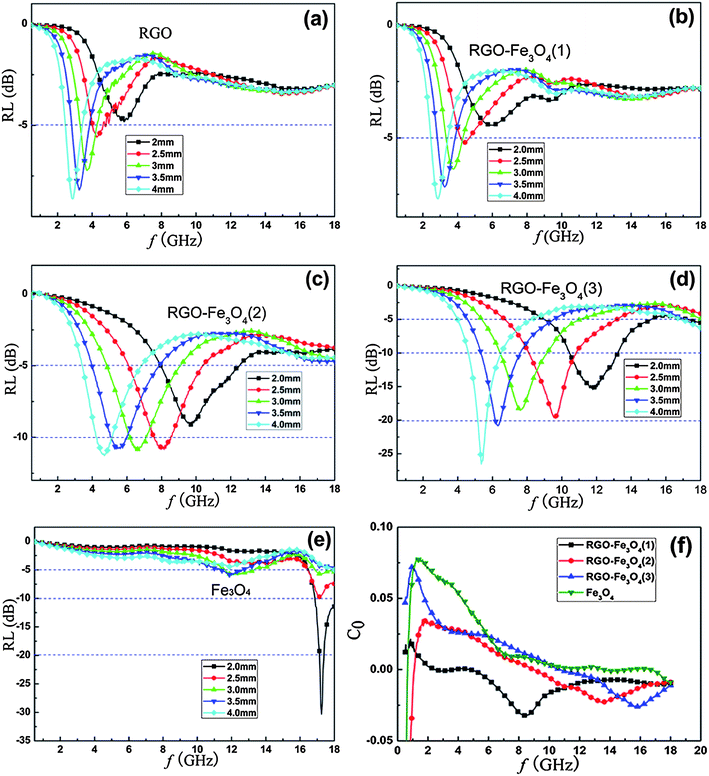 (a)
RGO
RL (dB)
0
-5
2mm
2.5mm
3mm
3.5mm
4mm
2 4 6 8 10 12 14 16 18
f (GHz)
(b)
RGO-Fe3O4(1)
RL (dB)
0
-5
2.0mm
2.5mm
3.0mm
3.5mm
4.0mm
2 4 6 8 10 12 14 16 18
f(GHz)
(c)
RGO-Fe3O4(2)
RL (dB)
0
-5
-10
2.0mm
2.5mm
3.0mm
3.5mm
4.0mm
2 4 6 8 10 12 14 16 18
f (GHz)
(d)
RGO-Fe3O4(3)
RL (dB)
0
-5
-10
-15
-20
-25
2.0mm
2.5mm
3.0mm
3.5mm
4.0mm
2 4 6 8 10 12 14 16 18
f (GHz)
(e)
Fe3O4
RL (dB)
5
0
-5
-10
-15
-20
-25
-30
-35
2.0mm
2.5mm
3.0mm
3.5mm
4.0mm
2 4 6 8 10 12 14 16 18
f (GHz)
(f)
C0
0.10
0.05
0.00
-0.05
RGO-Fe3O4(1)
RGO-Fe3O4(2)
RGO-Fe3O4(3)
Fe3O4
0 2 4 6 8 10 12 14 16 18 20
f (GHz)